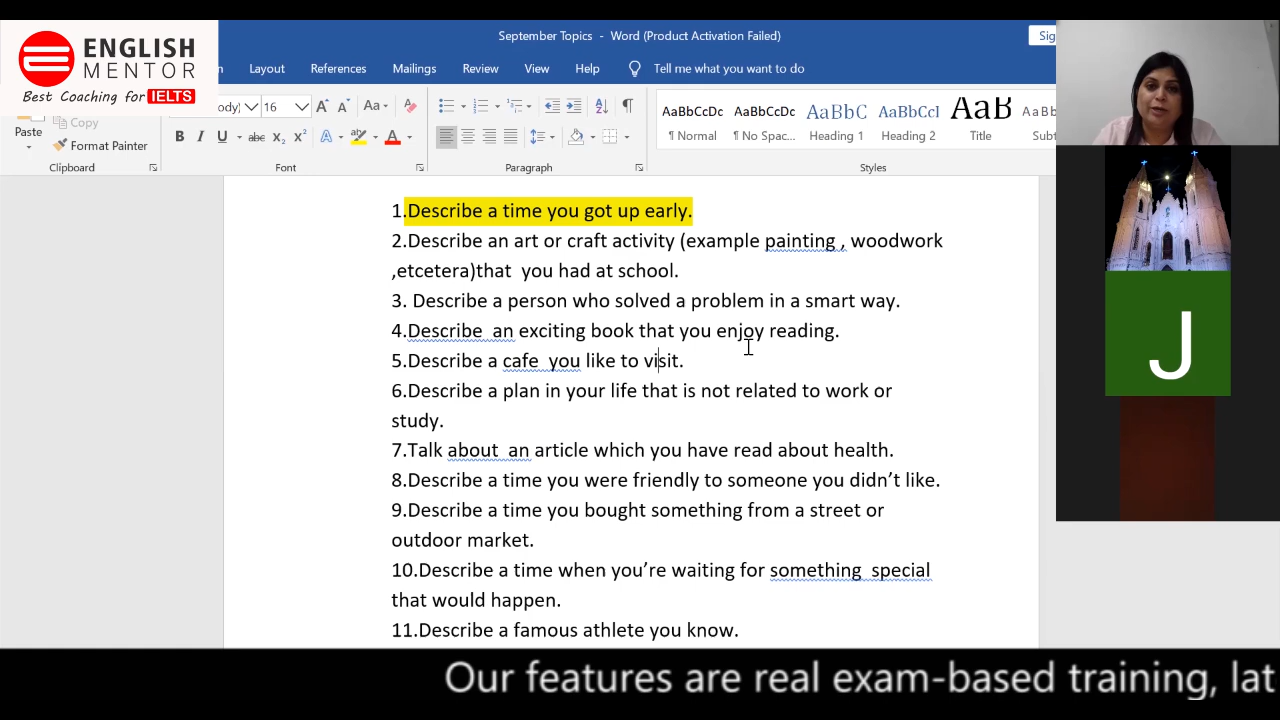 ENGLISH
MENTOR
Best Coaching for IELTS
September Topics - Word (Product Activation Failed)
Sig
Layout References Mailings Review View Help Tell me what you want to do
16 Aa
Paste
Copy
Format Painter
B I U abc X₂ X² A A
AaBbCcDc AaBbCcDc AaBbC AaBbCcI AaB AaBb
¶ Normal ¶ No Spac... Heading 1 Heading 2 Title Subt
Clipboard Font Paragraph Styles
1.Describe a time you got up early.
2.Describe an art or craft activity (example painting , woodwork
,etcetera)that you had at school.
3. Describe a person who solved a problem in a smart way.
4.Describe an exciting book that you enjoy reading.
5.Describe a cafe you like to visit.
6.Describe a plan in your life that is not related to work or
study.
7.Talk about an article which you have read about health.
8.Describe a time you were friendly to someone you didn’t like.
9.Describe a time you bought something from a street or
outdoor market.
10.Describe a time when you’re waiting for something special
that would happen.
11.Describe a famous athlete you know.
J
Our features are real exam-based training, lat